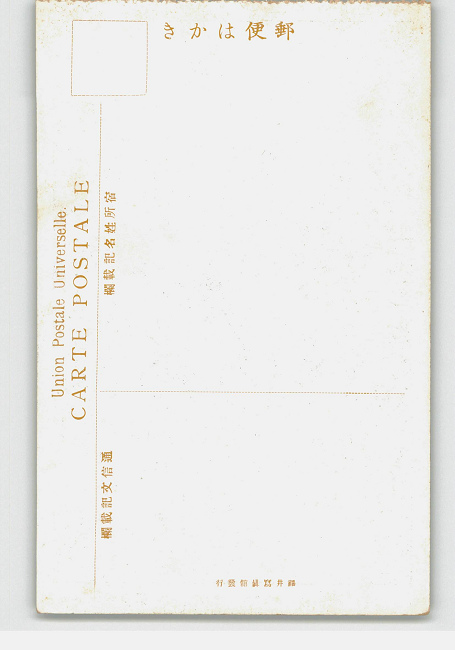 郵便はかき
Union Postale Universelle.
CARTE POSTALE
宿所姓名記載欄
通信文記載欄
井寫眞館發行